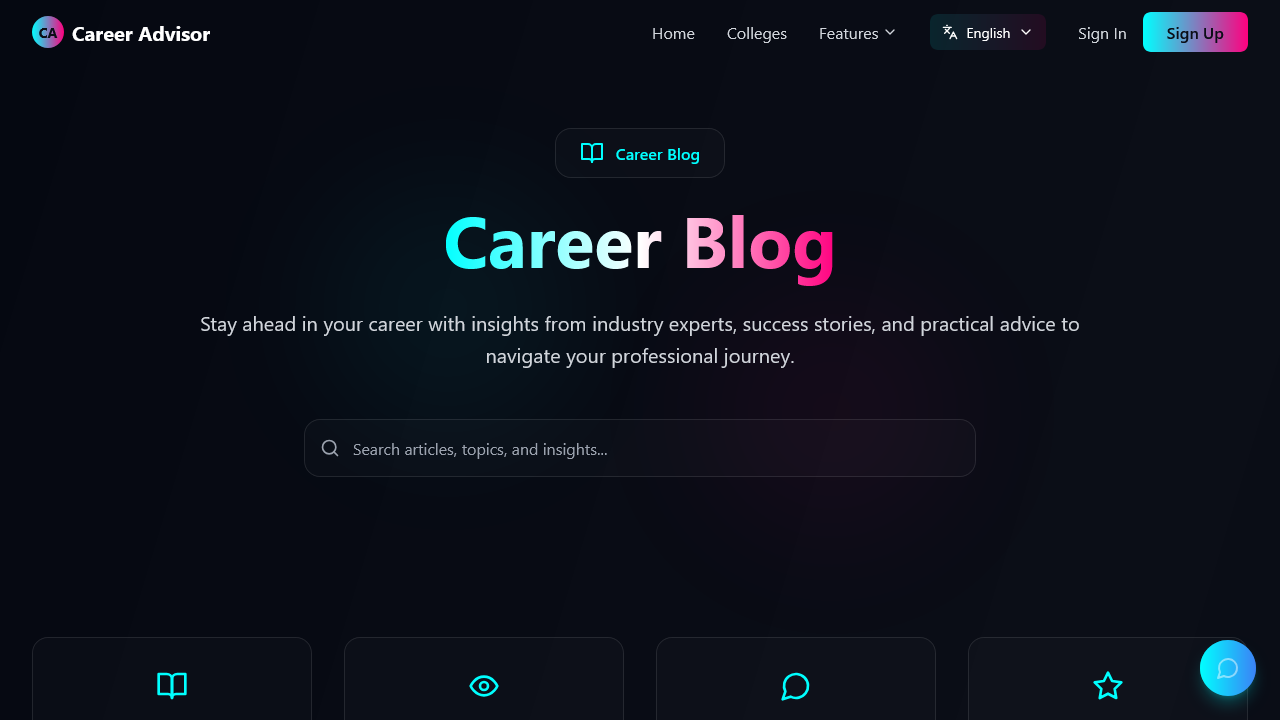 CA Career Advisor
Home Colleges Features English Sign In Sign Up
Career Blog
Career Blog
Stay ahead in your career with insights from industry experts, success stories, and practical advice to
navigate your professional journey.
Search articles, topics, and insights...